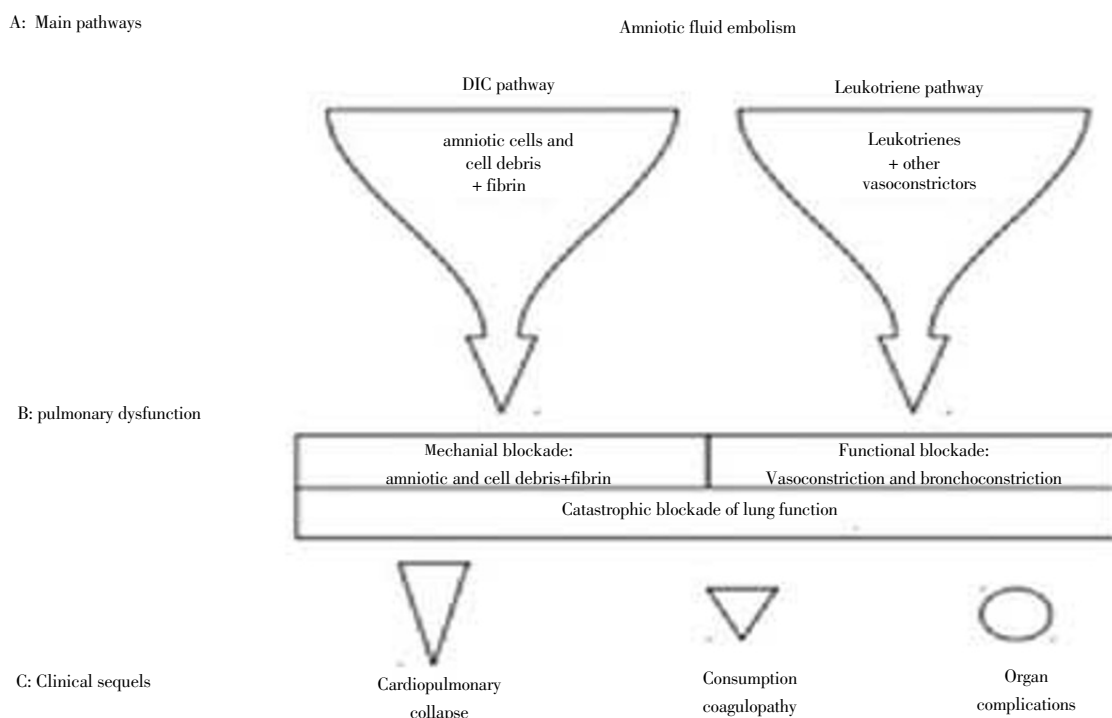 A: Main pathways
Amniotic fluid embolism
DIC pathway
Leukotriene pathway
amniotic cells and
cell debris
+ fibrin
Leukotrienes
+ other
vasoconstrictors
B: pulmonary dysfunction
Mechanial blockade:
amniotic and cell debris+fibrin
Functional blockade:
Vasoconstriction and bronchoconstriction
Catastrophic blockade of lung function
C: Clinical sequels
Cardiopulmonary
collapse
Consumption
coagulopathy
Organ
complications